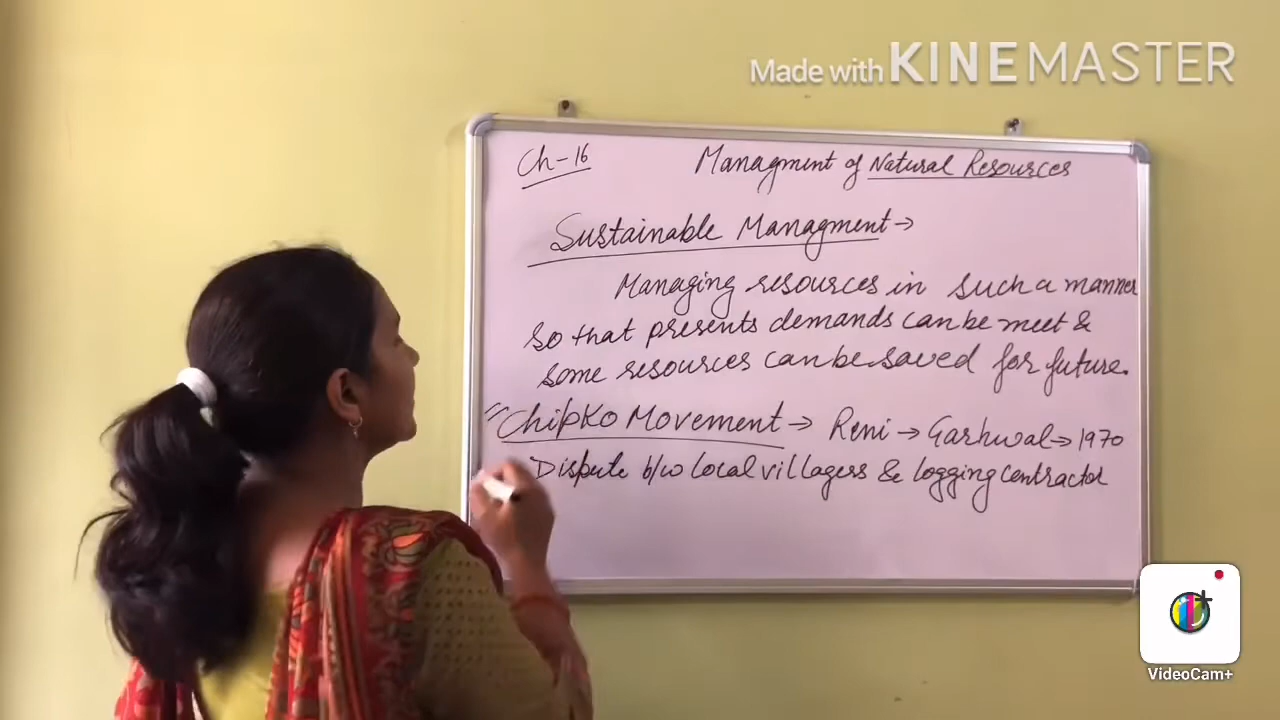 Made with KINEMASTER
Ch-16 Managment of Natural Resources
Sustainable Managment →
Managing resources in such a manner
so that presents demands can be meet &
some resources can be saved for future.
"Chipko Movement → Reni → Garhwal → 1970
Dispute b/w local villagers & logging contractor
VideoCam+